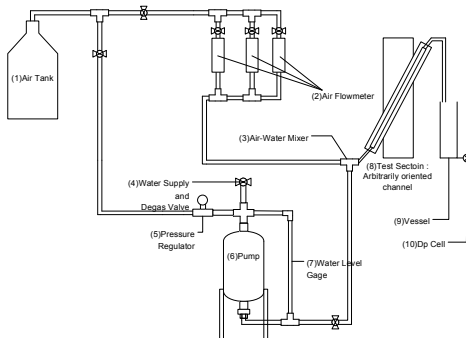 (1)Air Tank
(2)Air Flowmeter
(3)Air-Water Mixer
(8)Test Sectoin :
Arbitrarily oriented
channel
(4)Water Supply
and
Degas Valve
(9)Vessel
(5)Pressure
Regulator
(6)Pump
(7)Water Level
Gage
(10)Dp Cell